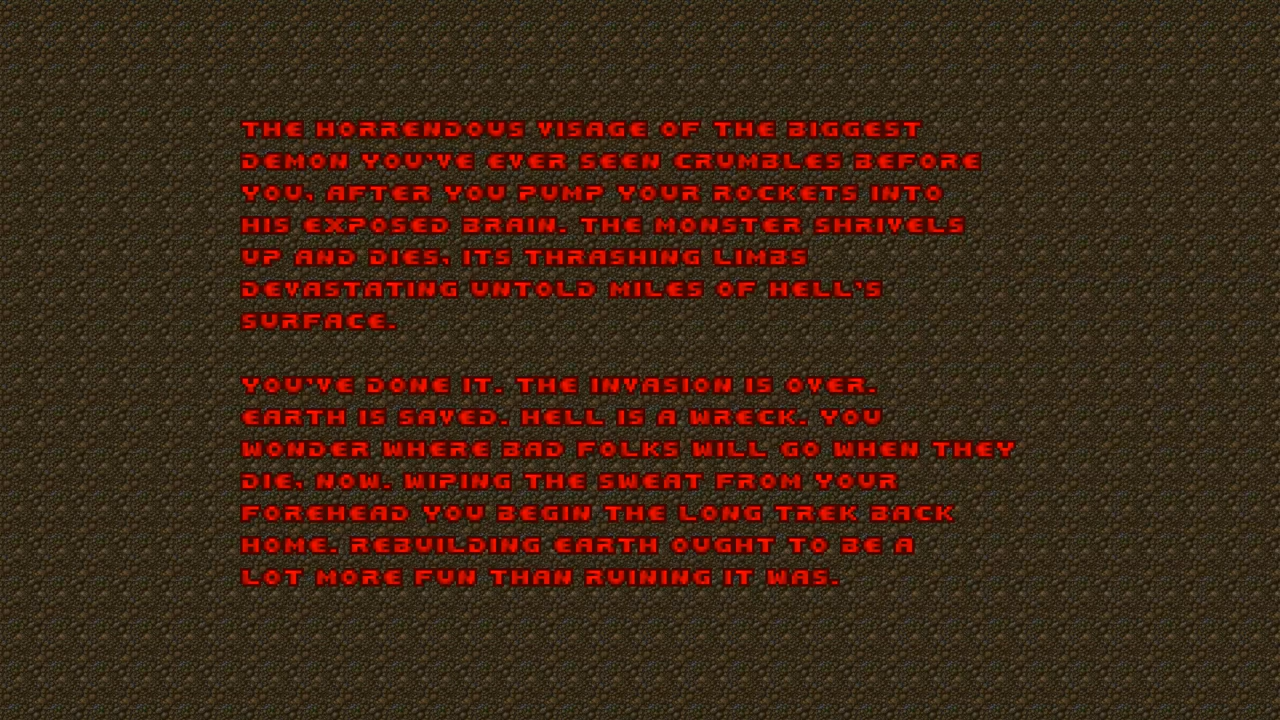 THE HORRENDOUS VISAGE OF THE BIGGEST
DEMON YOU'VE EVER SEEN CRUMBLES BEFORE
YOU, AFTER YOU PUMP YOUR ROCKETS INTO
HIS EXPOSED BRAIN. THE MONSTER SHRIVELS
UP AND DIES, ITS THRASHING LIMBS
DEVASTATING UNTOLD MILES OF HELL'S
SURFACE.

YOU'VE DONE IT. THE INVASION IS OVER.
EARTH IS SAVED. HELL IS A WRECK. YOU
WONDER WHERE BAD FOLKS WILL GO WHEN THEY
DIE, NOW. WIPING THE SWEAT FROM YOUR
FOREHEAD YOU BEGIN THE LONG TREK BACK
HOME. REBUILDING EARTH OUGHT TO BE A
LOT MORE FUN THAN RUINING IT WAS.